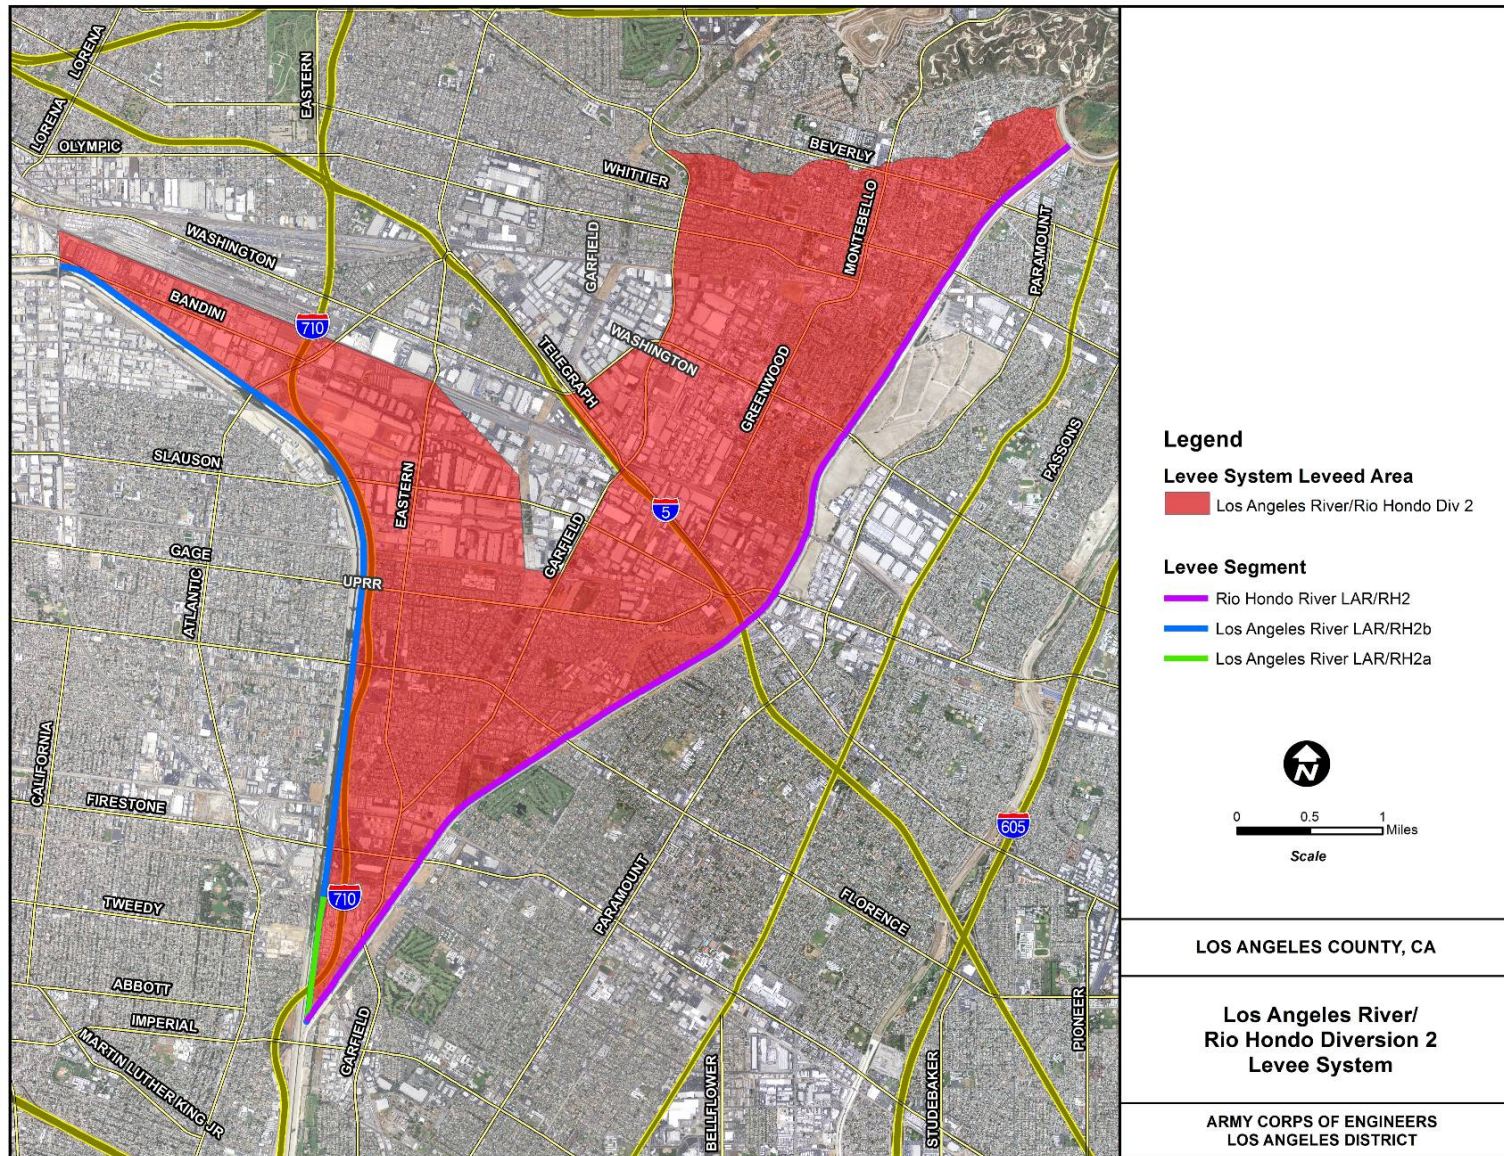 LORENA
LORENA
EASTERN
OLYMPIC
BEVERLY
WHITTIER
MONTEBELLO
PARAMOUNT
WASHINGTON
GARFIELD
BANDINI
710
TELEGRAPH
WASHINGTON
GREENWOOD
PASSONS
SLAUSON
EASTERN
5
GARFIELD
GAGE
UPRR
ATLANTIC
CALIFORNIA
FIRESTONE
605
710
PARAMOUNT
FLORENCE
TWEEDY
ABBOTT
IMPERIAL
MARTIN LUTHER KING JR
GARFIELD
BELLFLOWER
STUDEBAKER
PIONEER
Legend
Levee System Leveed Area
Los Angeles River/Rio Hondo Div 2
Levee Segment
Rio Hondo River LAR/RH2
Los Angeles River LAR/RH2b
Los Angeles River LAR/RH2a
N
0 0.5 1
Miles
Scale
LOS ANGELES COUNTY, CA
Los Angeles River/
Rio Hondo Diversion 2
Levee System
ARMY CORPS OF ENGINEERS
LOS ANGELES DISTRICT